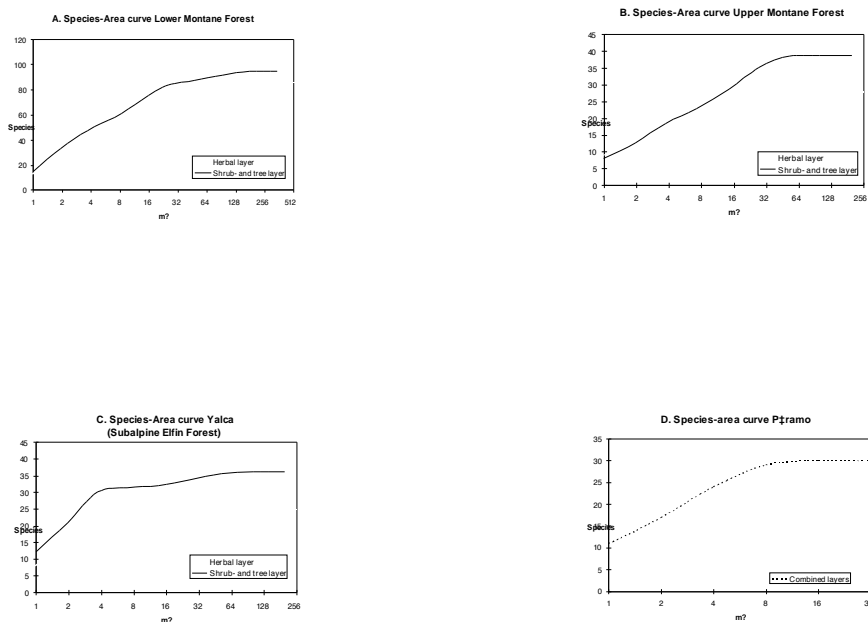 A. Species-Area curve Lower Montane Forest
120
100
80
60
Species
40
20
0
Herbal layer
Shrub- and tree layer
1 2 4 8 16 32 64 128 256 512
m?
B. Species-Area curve Upper Montane Forest
45
40
35
30
25
Species
15
10
5
0
Herbal layer
Shrub- and tree layer
1 2 4 8 16 32 64 128 256
m?
C. Species-Area curve Yalca
(Subalpine Elfin Forest)
45
40
35
30
25
20
Species
15
10
5
0
Herbal layer
Shrub- and tree layer
1 2 4 8 16 32 64 128 256
m?
D. Species-area curve P‡ramo
35
30
25
20
Species
10
5
0
Combined layers
1 2 4 8 16
m?